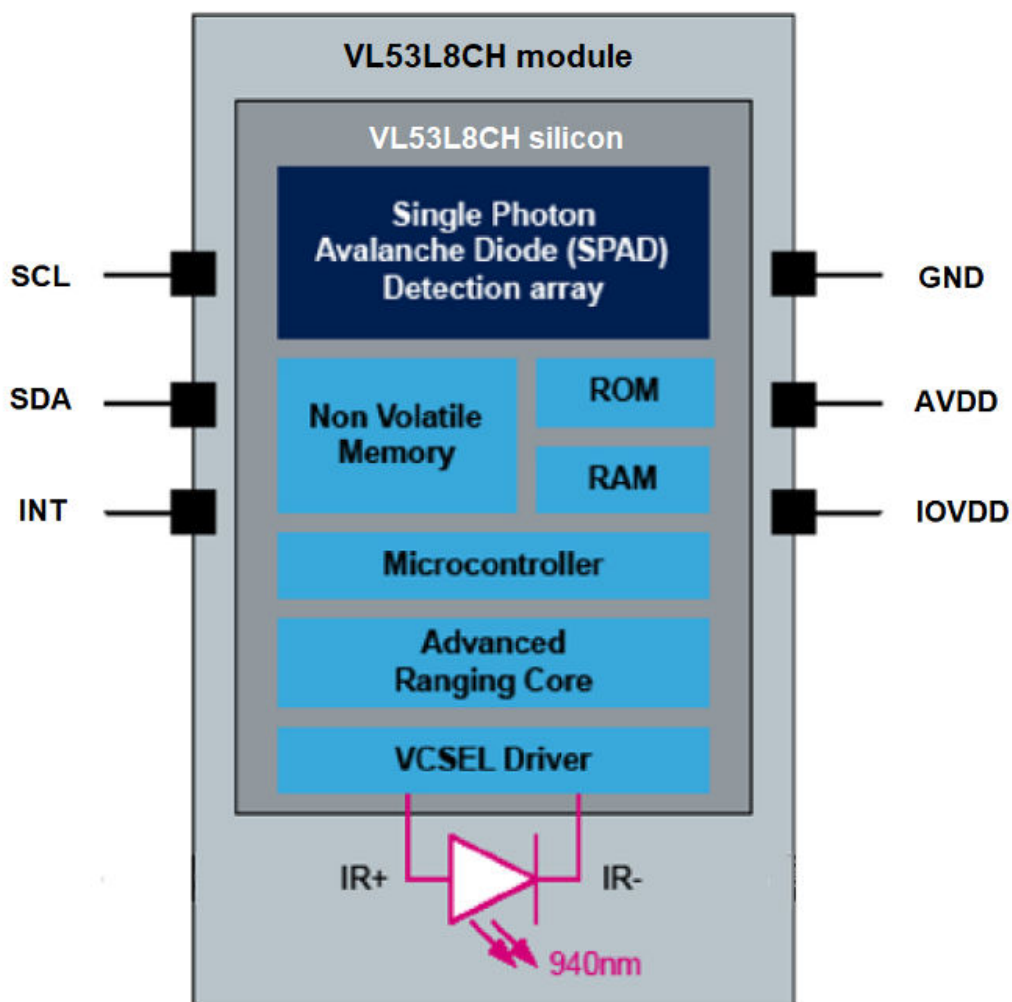 VL53L8CH module
VL53L8CH silicon
Single Photon
Avalanche Diode (SPAD)
Detection array
SCL
GND
Non Volatile
Memory
ROM
SDA
AVDD
RAM
INT
IOVDD
Microcontroller
Advanced
Ranging Core
VCSEL Driver
IR+
IR-
940nm